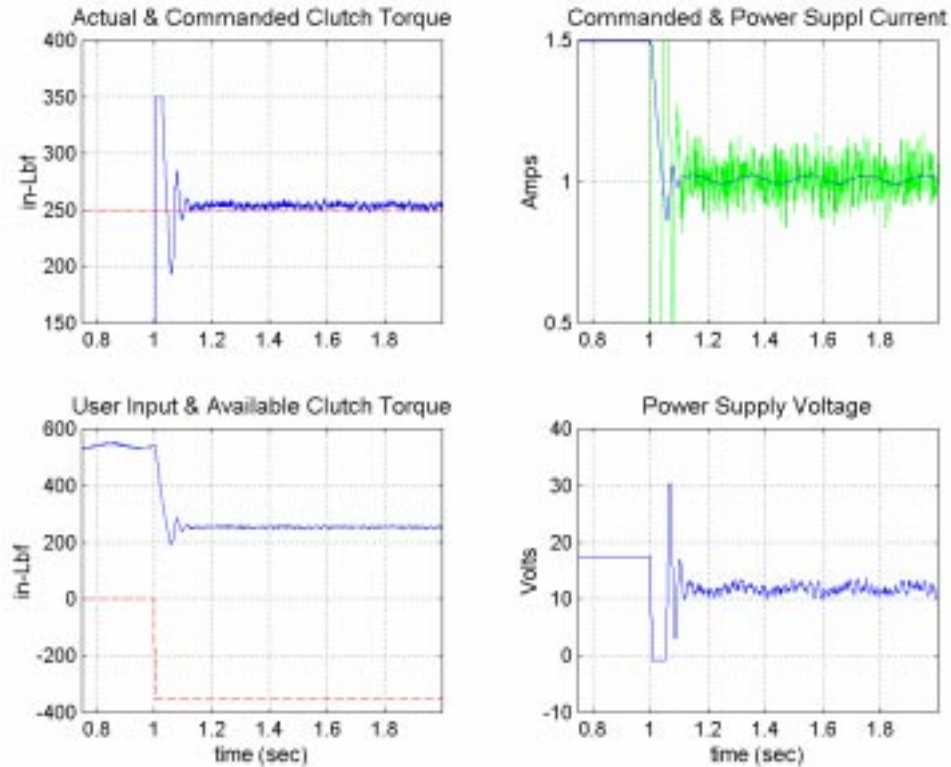 Actual & Commanded Clutch Torque
400
350
300
250
200
150
in-Lbf
0.8 1 1.2 1.4 1.6 1.8
Commanded & Power Suppl Current
1.5
1
0.5
Amps
0.8 1 1.2 1.4 1.6 1.8
User Input & Available Clutch Torque
600
400
200
0
-200
-400
in-Lbf
0.8 1 1.2 1.4 1.6 1.8
time (sec)
Power Supply Voltage
40
30
20
10
0
-10
Volts
0.8 1 1.2 1.4 1.6 1.8
time (sec)